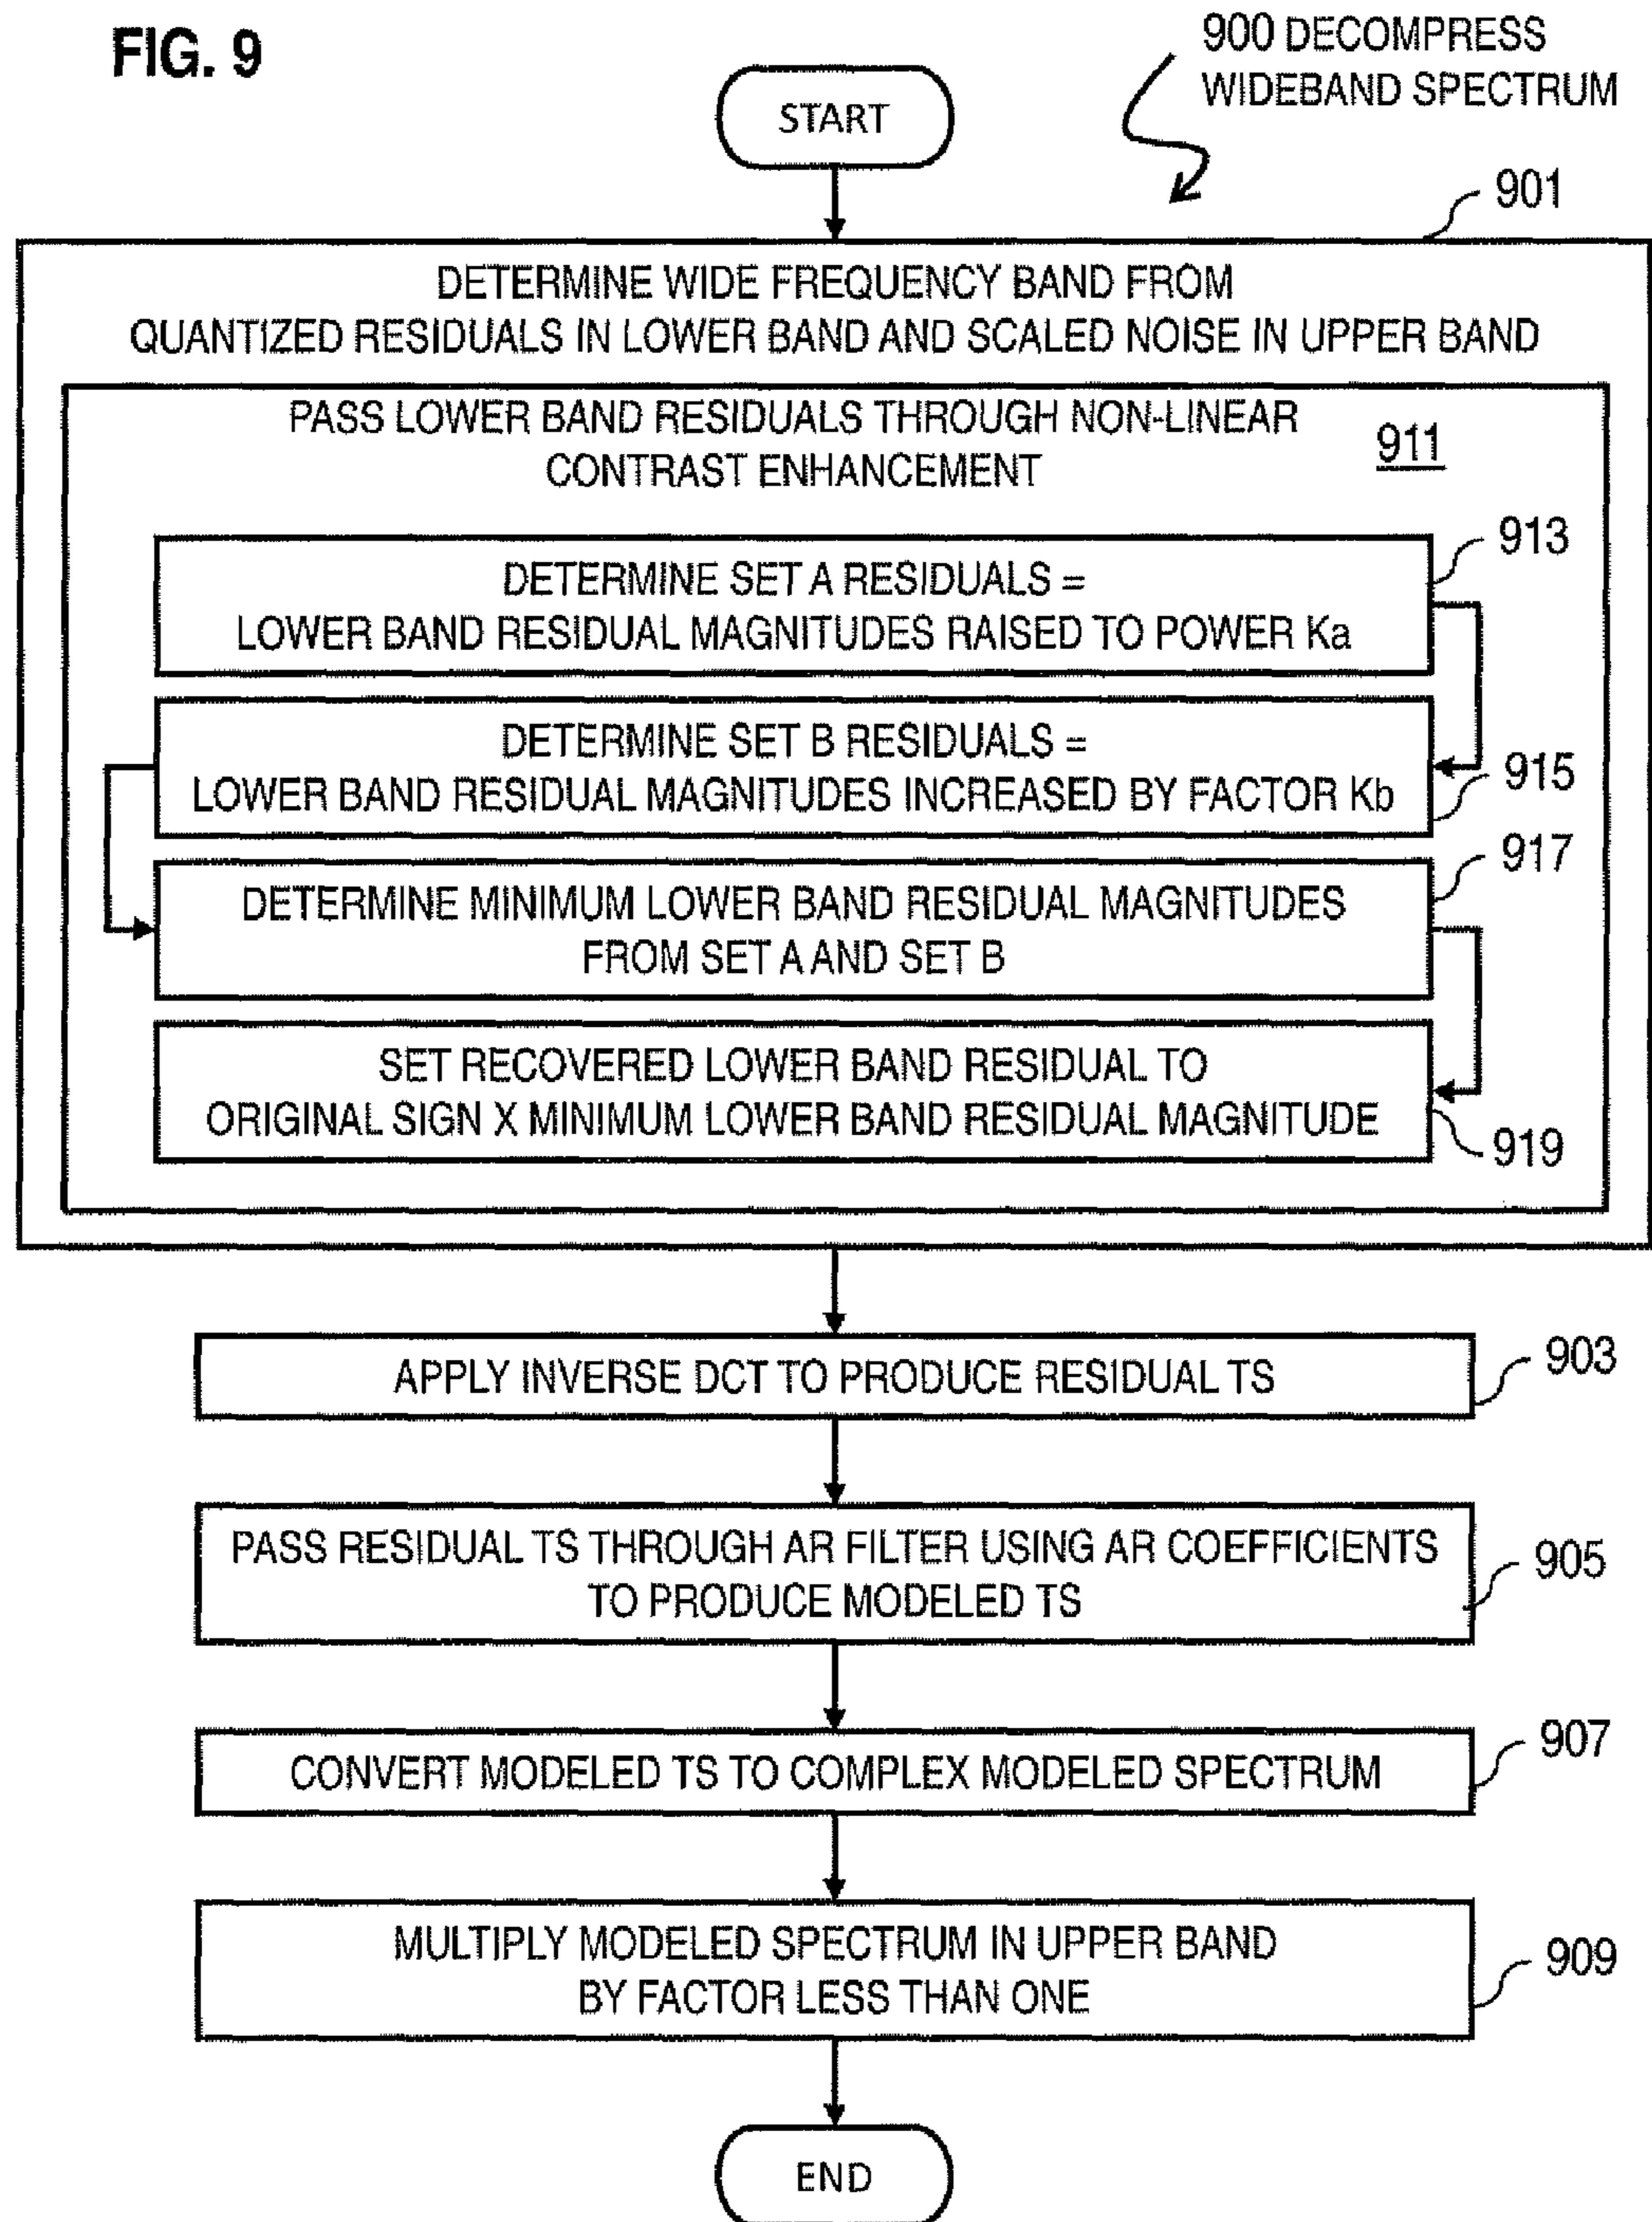 FIG. 9
900 DECOMPRESS
WIDEBAND SPECTRUM
START
901
DETERMINE WIDE FREQUENCY BAND FROM
QUANTIZED RESIDUALS IN LOWER BAND AND SCALED NOISE IN UPPER BAND
PASS LOWER BAND RESIDUALS THROUGH NON-LINEAR
CONTRAST ENHANCEMENT
911
913
DETERMINE SET A RESIDUALS =
LOWER BAND RESIDUAL MAGNITUDES RAISED TO POWER Ka
DETERMINE SET B RESIDUALS =
LOWER BAND RESIDUAL MAGNITUDES INCREASED BY FACTOR Kb
915
917
DETERMINE MINIMUM LOWER BAND RESIDUAL MAGNITUDES
FROM SET A AND SET B
SET RECOVERED LOWER BAND RESIDUAL TO
ORIGINAL SIGN X MINIMUM LOWER BAND RESIDUAL MAGNITUDE
919
APPLY INVERSE DCT TO PRODUCE RESIDUAL TS
903
PASS RESIDUAL TS THROUGH AR FILTER USING AR COEFFICIENTS
TO PRODUCE MODELED TS
905
CONVERT MODELED TS TO COMPLEX MODELED SPECTRUM
907
MULTIPLY MODELED SPECTRUM IN UPPER BAND
BY FACTOR LESS THAN ONE
909
END